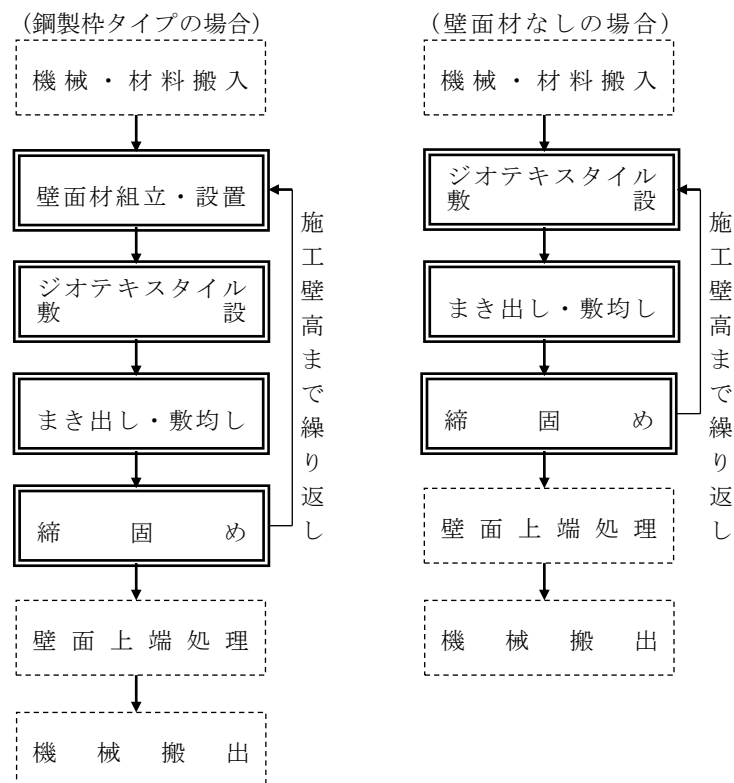 (鋼製枠タイプの場合)
機械・材料搬入
壁面材組立・設置
ジオテキスタイル
敷設
まき出し・敷均し
締固め
壁面上端処理
機械搬出
施工壁高まで繰り返し
(壁面材なしの場合)
機械・材料搬入
ジオテキスタイル
敷設
まき出し・敷均し
締固め
壁面上端処理
機械搬出
施工壁高まで繰り返し